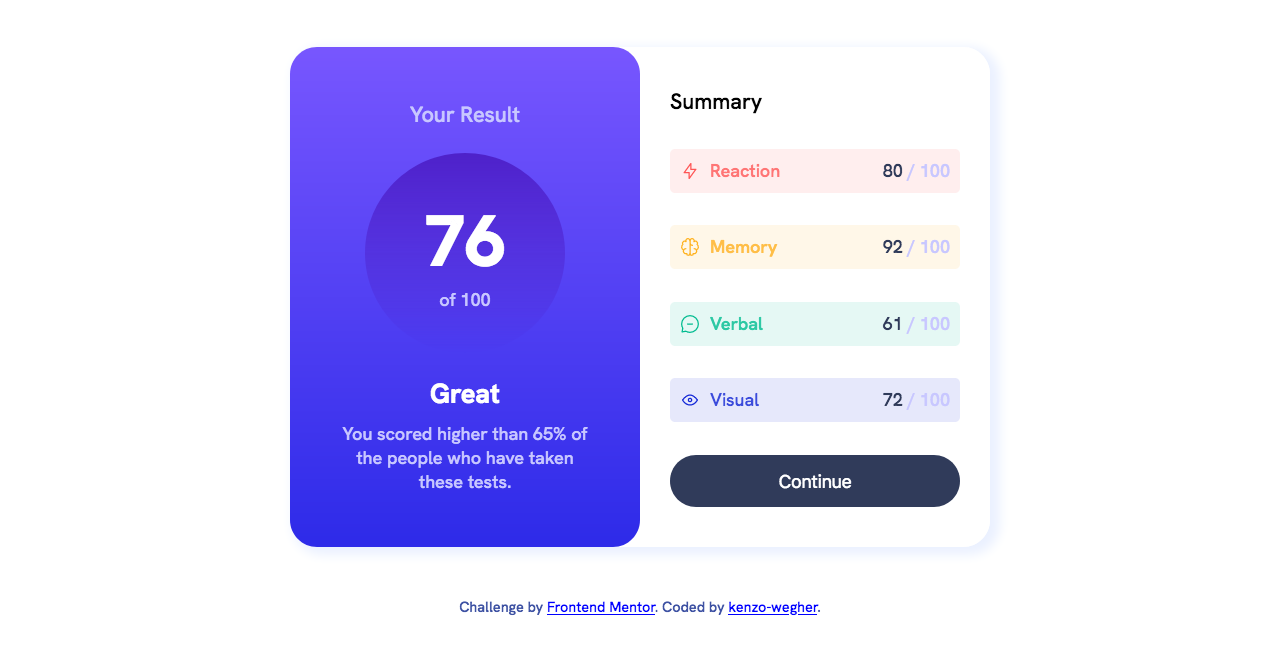 Your Result
76
of 100
Great
You scored higher than 65% of
the people who have taken
these tests.
Summary
Reaction 80 / 100
Memory 92 / 100
Verbal 61 / 100
Visual 72 / 100
Continue
Challenge by Frontend Mentor. Coded by kenzo-wegher.